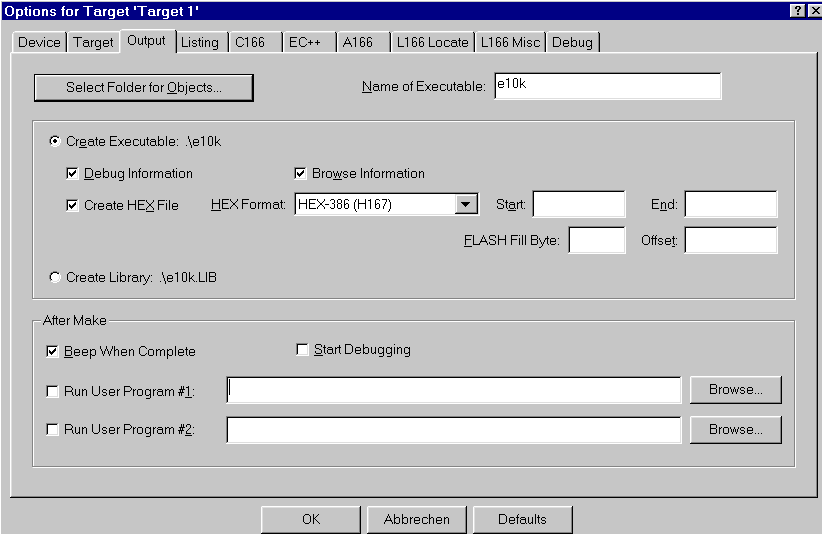 Options for Target 'Target 1'
Device Target Output Listing C166 EC++ A166 L166 Locate L166 Misc Debug
Select Folder for Objects... Name of Executable: e10k
Create Executable: .\e10k
Debug Information Browse Information
Create HEX File HEX Format: HEX-386 (H167) Start: End:
FLASH Fill Byte: Offset:
Create Library: .\e10k.LIB
After Make
Beep When Complete Start Debugging
Run User Program #1: Browse...
Run User Program #2: Browse...
OK Abbrechen Defaults